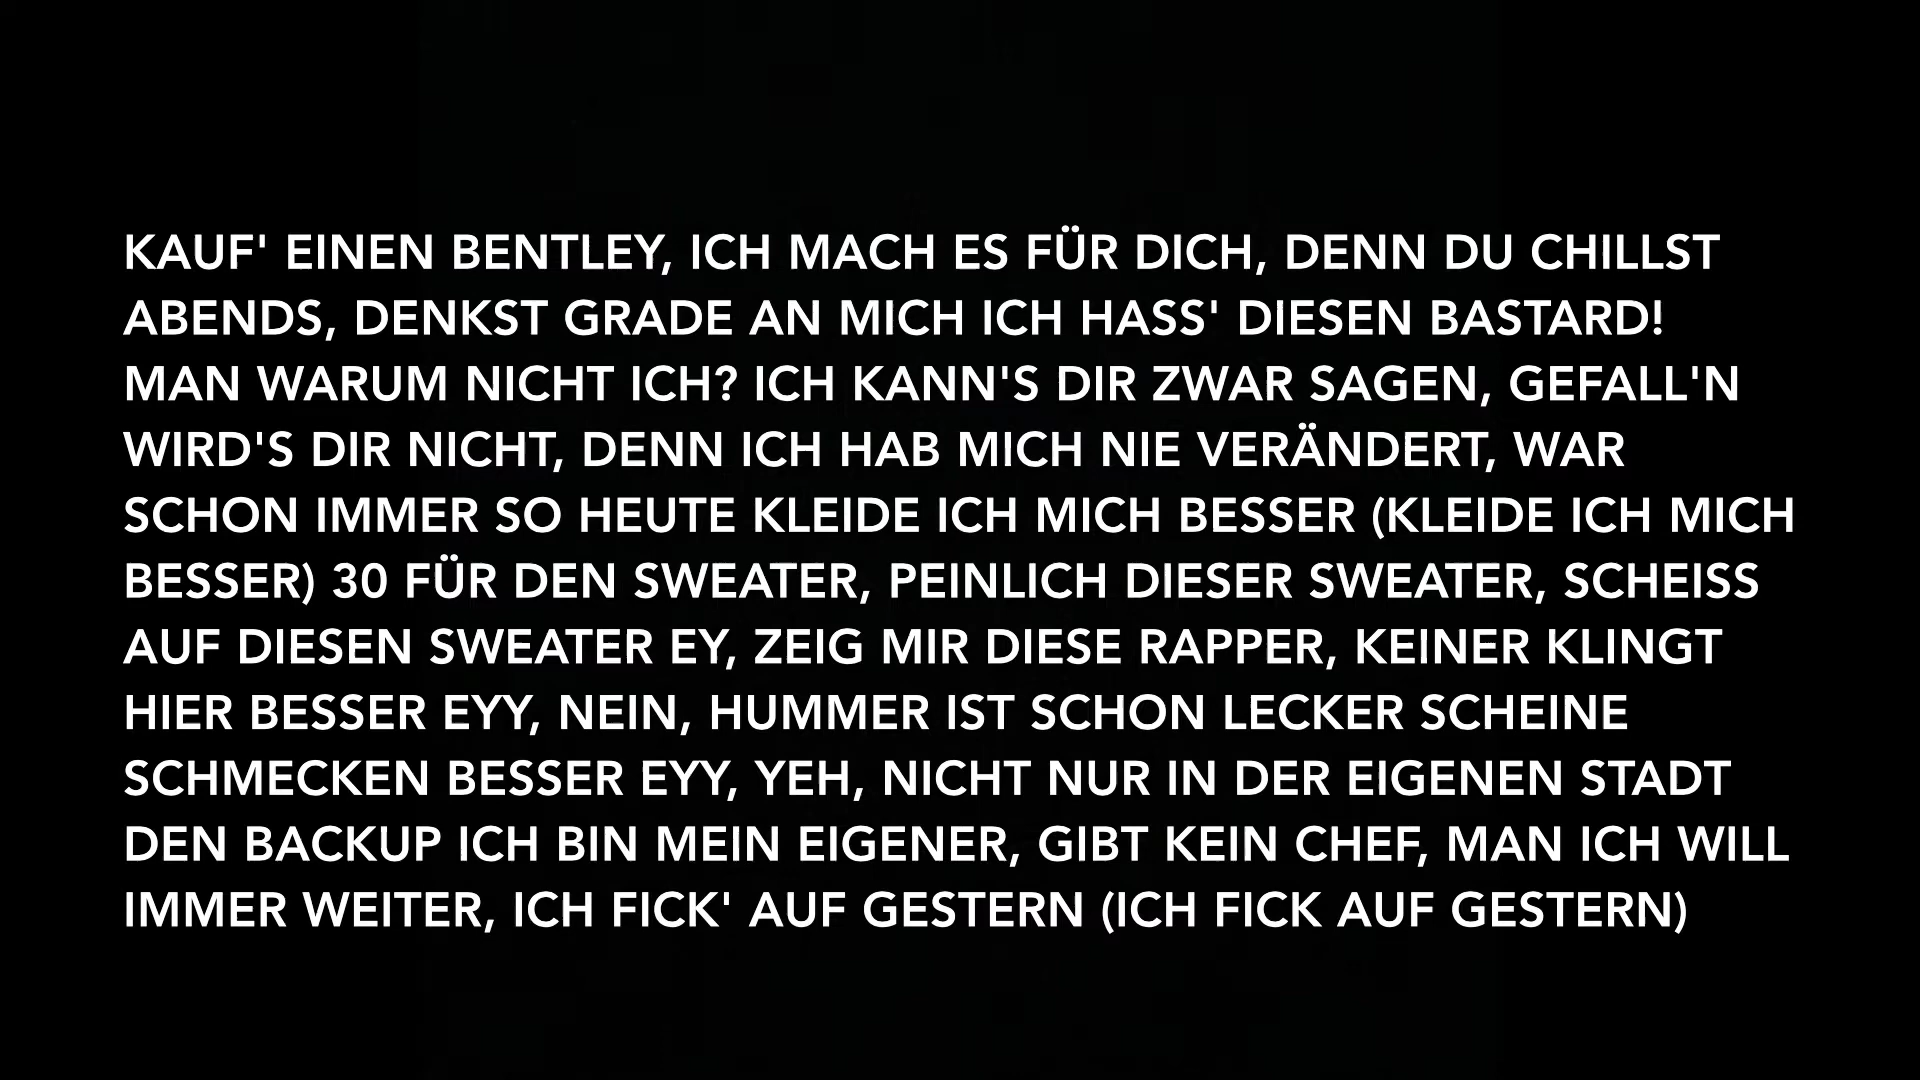 KAUF' EINEN BENTLEY, ICH MACH ES FÜR DICH, DENN DU CHILLST
ABENDS, DENKST GRADE AN MICH ICH HASS' DIESEN BASTARD!
MAN WARUM NICHT ICH? ICH KANN'S DIR ZWAR SAGEN, GEFALL'N
WIRD'S DIR NICHT, DENN ICH HAB MICH NIE VERÄNDERT, WAR
SCHON IMMER SO HEUTE KLEIDE ICH MICH BESSER (KLEIDE ICH MICH
BESSER) 30 FÜR DEN SWEATER, PEINLICH DIESER SWEATER, SCHEISS
AUF DIESEN SWEATER EY, ZEIG MIR DIESE RAPPER, KEINER KLINGT
HIER BESSER EYY, NEIN, HUMMER IST SCHON LECKER SCHEINE
SCHMECKEN BESSER EYY, YEH, NICHT NUR IN DER EIGENEN STADT
DEN BACKUP ICH BIN MEIN EIGENER, GIBT KEIN CHEF, MAN ICH WILL
IMMER WEITER, ICH FICK' AUF GESTERN (ICH FICK AUF GESTERN)